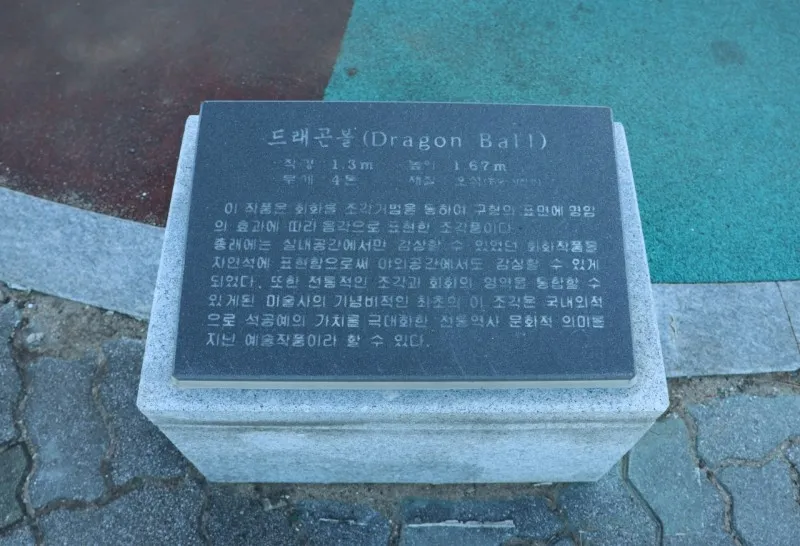 드래곤볼(Dragon Ball)
직경 1.3m 높이 1.67m
무게 4톤 재질
이 작품은 회화를 조각기법을 통하여 구형의 표면에 명암
의 효과에 따라 음각으로 표현한 조각품이다.
종래에는 실내공간에서만 감상할 수 있었던 회화작품을
자연석에 표현함으로써 야외공간에서도 감상할 수 있게
되었다. 또한 전통적인 조각과 회화의 영역을 통합할 수
있게된 미술사의 기념비적인 최초의 이 조각은 국내외적
으로 석공예의 가치를 극대화한 전통역사 문화적 의미를
지닌 예술작품이라 할 수 있다.